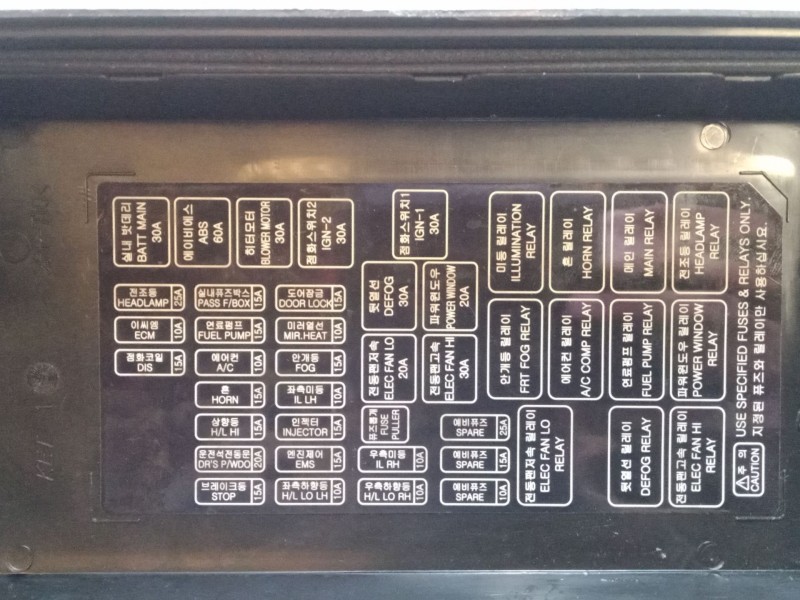 실내 밧데리
BATT MAIN
30A
에이비에스
ABS
60A
히터모터
BLOWER MOTOR
30A
점화스위치2
IGN-2
30A
점화스위치1
IGN-1
30A
미등 릴레이
ILLUMINATION
RELAY
혼 릴레이
HORN RELAY
메인 릴레이
MAIN RELAY
전조등 릴레이
HEADLAMP
RELAY
전조등
HEADLAMP
25A
실내퓨즈박스
PASS F/BOX
15A
도어잠금
DOOR LOCK
15A
이씨엠
ECM
10A
연료펌프
FUEL PUMP
15A
미러열선
MIR.HEAT
10A
점화코일
DIS
15A
에어컨
A/C
10A
안개등
FOG
15A
뒷열선
DEFOG
30A
파워윈도우
POWER WINDOW
20A
전동팬저속
ELEC FAN LO
20A
전동팬고속
ELEC FAN HI
30A
안개등 릴레이
FRT FOG RELAY
에어컨 릴레이
A/C COMP RELAY
연료펌프 릴레이
FUEL PUMP RELAY
파워윈도우 릴레이
POWER WINDOW
RELAY
혼
HORN
15A
좌측미등
IL LH
10A
상향등
H/L HI
15A
인젝터
INJECTOR
15A
퓨즈뽑게
FUSE
PULLER
예비퓨즈
SPARE
25A
운전석전동문
DR'S P/WDO
20A
엔진제어
EMS
15A
우측미등
IL RH
10A
예비퓨즈
SPARE
15A
브레이크등
STOP
15A
좌측하향등
H/L LO LH
10A
우측하향등
H/L LO RH
10A
예비퓨즈
SPARE
10A
전동팬저속 릴레이
ELEC FAN LO
RELAY
뒷열선 릴레이
DEFOG RELAY
전동팬고속 릴레이
ELEC FAN HI
RELAY
주 의
CAUTION
USE SPECIFIED FUSES & RELAYS ONLY.
지정된 퓨즈와 릴레이만 사용하십시요.